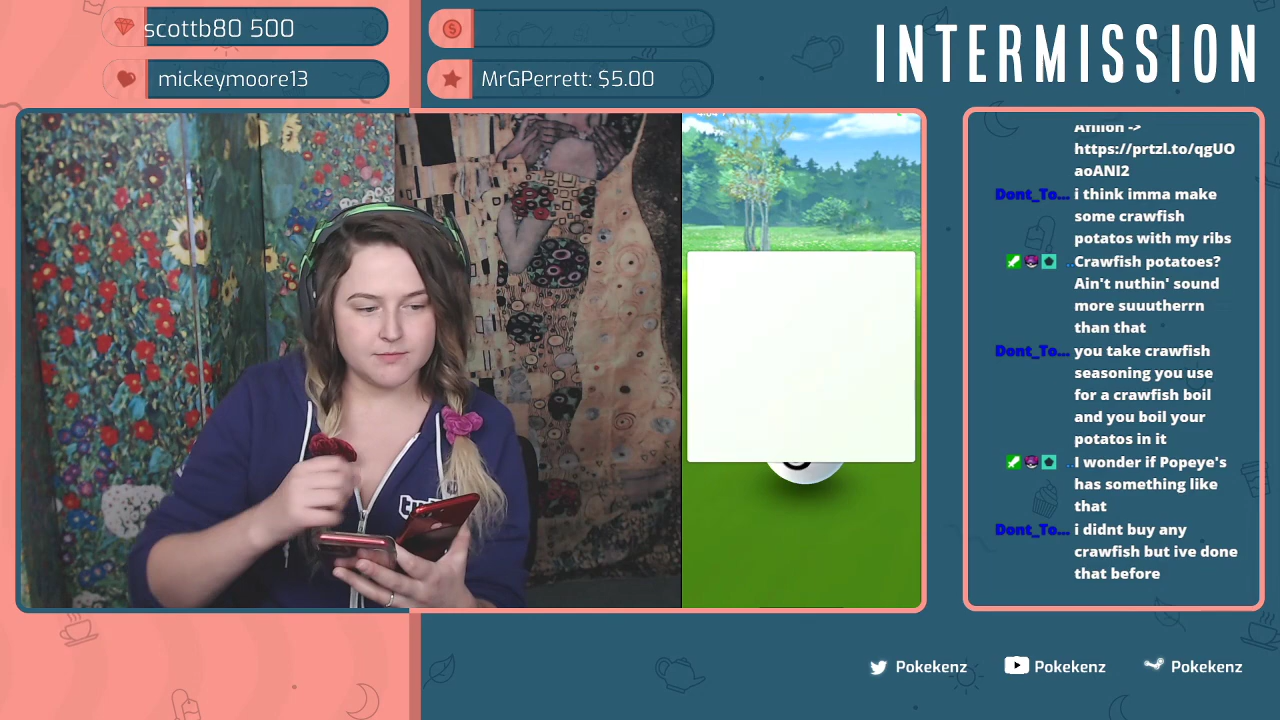 scottb80 500
mickeymoore13
MrGPerrett: $5.00
INTERMISSION
https://prtzl.to/qgUO
aoANI2
Dont_To... i think imma make
some crawfish
potatos with my ribs
..Crawfish potatoes?
Ain't nuthin' sound
more suuutherrn
than that
Dont_To... you take crawfish
seasoning you use
for a crawfish boil
and you boil your
potatos in it
..I wonder if Popeye's
has something like
that
Dont_To... i didnt buy any
crawfish but ive done
that before
Pokekenz
Pokekenz
Pokekenz